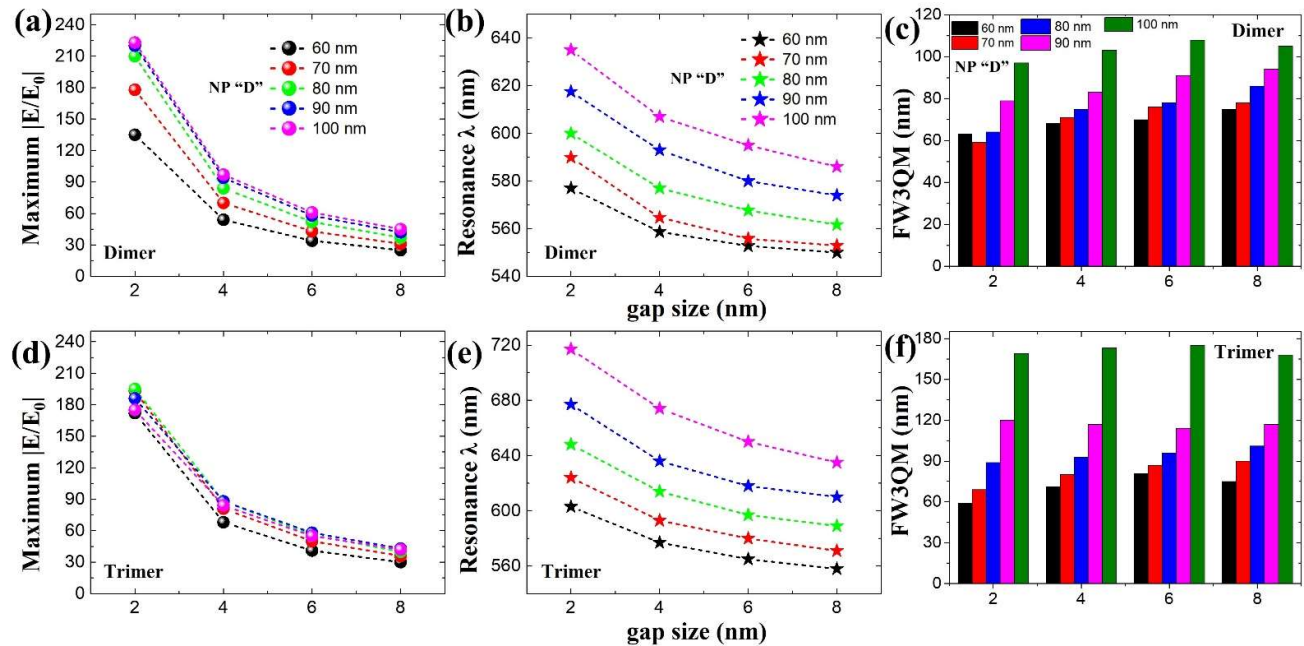 (a)
240
210
180
150
120
90
60
30
0
Maximum |E/E₀|
NP “D”
60 nm
70 nm
80 nm
90 nm
100 nm
Dimer
2 4 6 8
(b)
640
620
600
580
560
540
Resonance λ (nm)
NP “D”
60 nm
70 nm
80 nm
90 nm
100 nm
Dimer
2 4 6 8
gap size (nm)
(c)
120
100
80
60
40
20
0
FW3QM (nm)
60 nm 80 nm 100 nm
70 nm 90 nm
NP “D”
Dimer
2 4 6 8
(d)
240
210
180
150
120
90
60
30
0
Maximum |E/E₀|
Trimer
2 4 6 8
(e)
720
680
640
600
560
Resonance λ (nm)
Trimer
2 4 6 8
gap size (nm)
(f)
180
150
120
90
60
30
0
FW3QM (nm)
Trimer
2 4 6 8